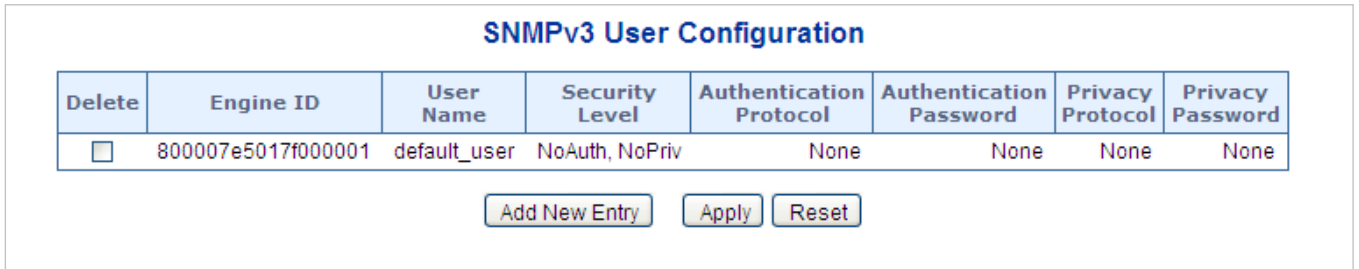 SNMPv3 User Configuration
Delete Engine ID User Name Security Level Authentication Protocol Authentication Password Privacy Protocol Privacy Password
800007e5017f000001 default_user NoAuth, NoPriv None None None None
Add New Entry Apply Reset